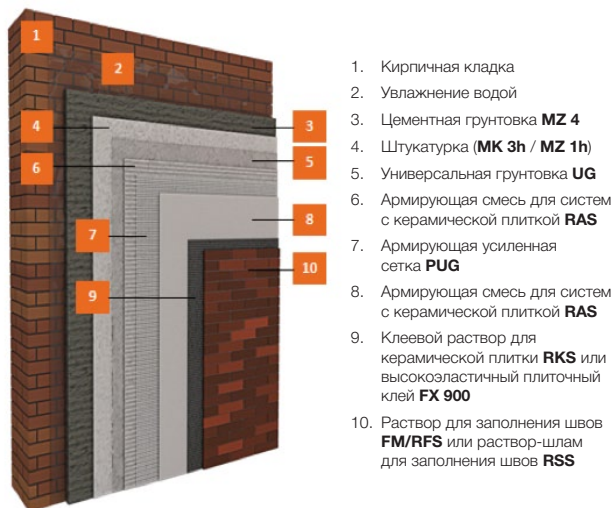 1
2
3
4
5
6
7
8
9
10
1. Кирпичная кладка
2. Увлажнение водой
3. Цементная грунтовка MZ 4
4. Штукатурка (MK 3h / MZ 1h)
5. Универсальная грунтовка UG
6. Армирующая смесь для систем
с керамической плиткой RAS
7. Армирующая усиленная
сетка PUG
8. Армирующая смесь для систем
с керамической плиткой RAS
9. Клеевой раствор для
керамической плитки RKS или
высокоэластичный плиточный
клей FX 900
10. Раствор для заполнения швов
FM/RFS или раствор-шлам
для заполнения швов RSS